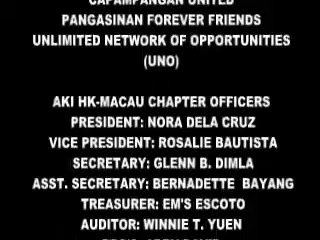 CAPAMPANGAN UNITED
PANGASINAN FOREVER FRIENDS
UNLIMITED NETWORK OF OPPORTUNITIES
(UNO)
AKI HK-MACAU CHAPTER OFFICERS
PRESIDENT: NORA DELA CRUZ
VICE PRESIDENT: ROSALIE BAUTISTA
SECRETARY: GLENN B. DIMLA
ASST. SECRETARY: BERNADETTE BAYANG
TREASURER: EM'S ESCOTO
AUDITOR: WINNIE T. YUEN